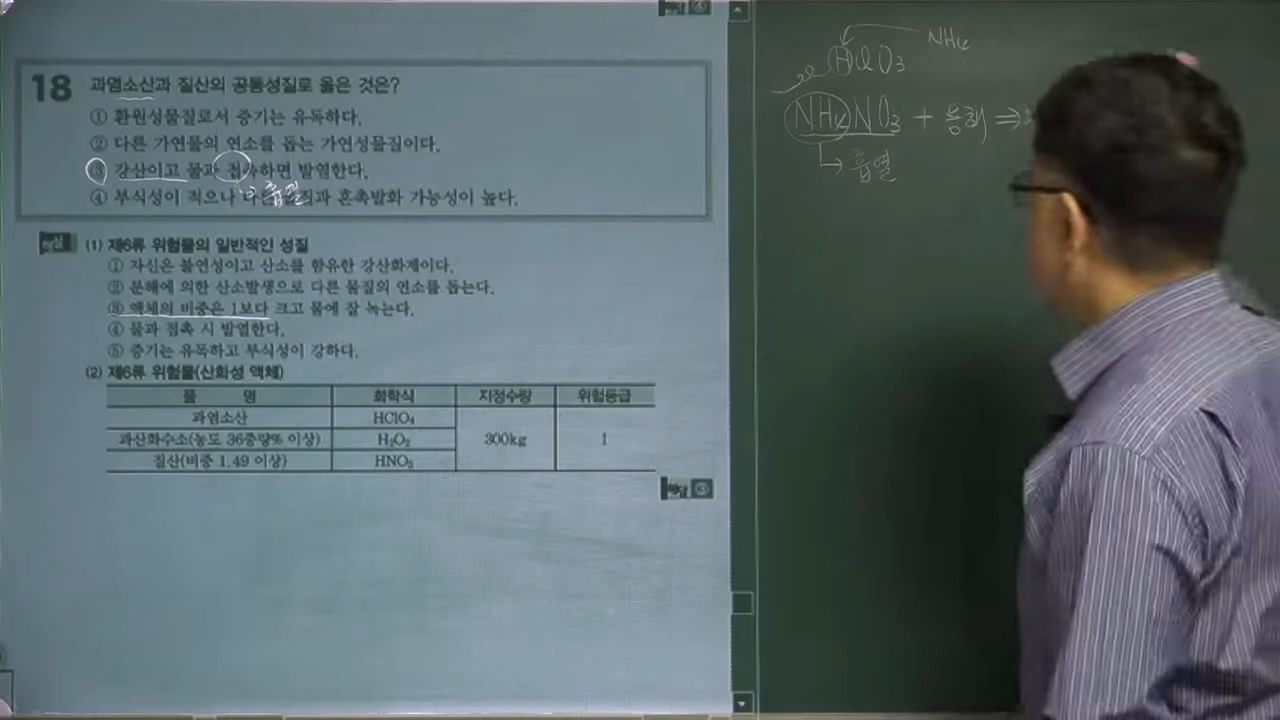 18 과염소산과 질산의 공통성질로 옳은 것은?
① 환원성물질로서 증기는 유독하다.
② 다른 가연물의 연소를 돕는 가연성물질이다.
③ 강산이고 물과 접촉하면 발열한다.
흡열
④ 부식성이 적으나 다른 물질과 혼촉발화 가능성이 높다.
해설 (1) 제6류 위험물의 일반적인 성질
① 자신은 불연성이고 산소를 함유한 강산화제이다.
② 분해에 의한 산소발생으로 다른 물질의 연소를 돕는다.
③ 액체의 비중은 1보다 크고 물에 잘 녹는다.
④ 물과 접촉 시 발열한다.
⑤ 증기는 유독하고 부식성이 강하다.
(2) 제6류 위험물(산화성 액체)
품 명 화학식 지정수량 위험등급
과염소산 HClO₄
과산화수소(농도 36중량% 이상) H₂O₂ 300kg I
질산(비중 1.49 이상) HNO₃
해답 ③
NH₄
HClO₃
NH₄NO₃ + 용해 ⇒
→ 흡열